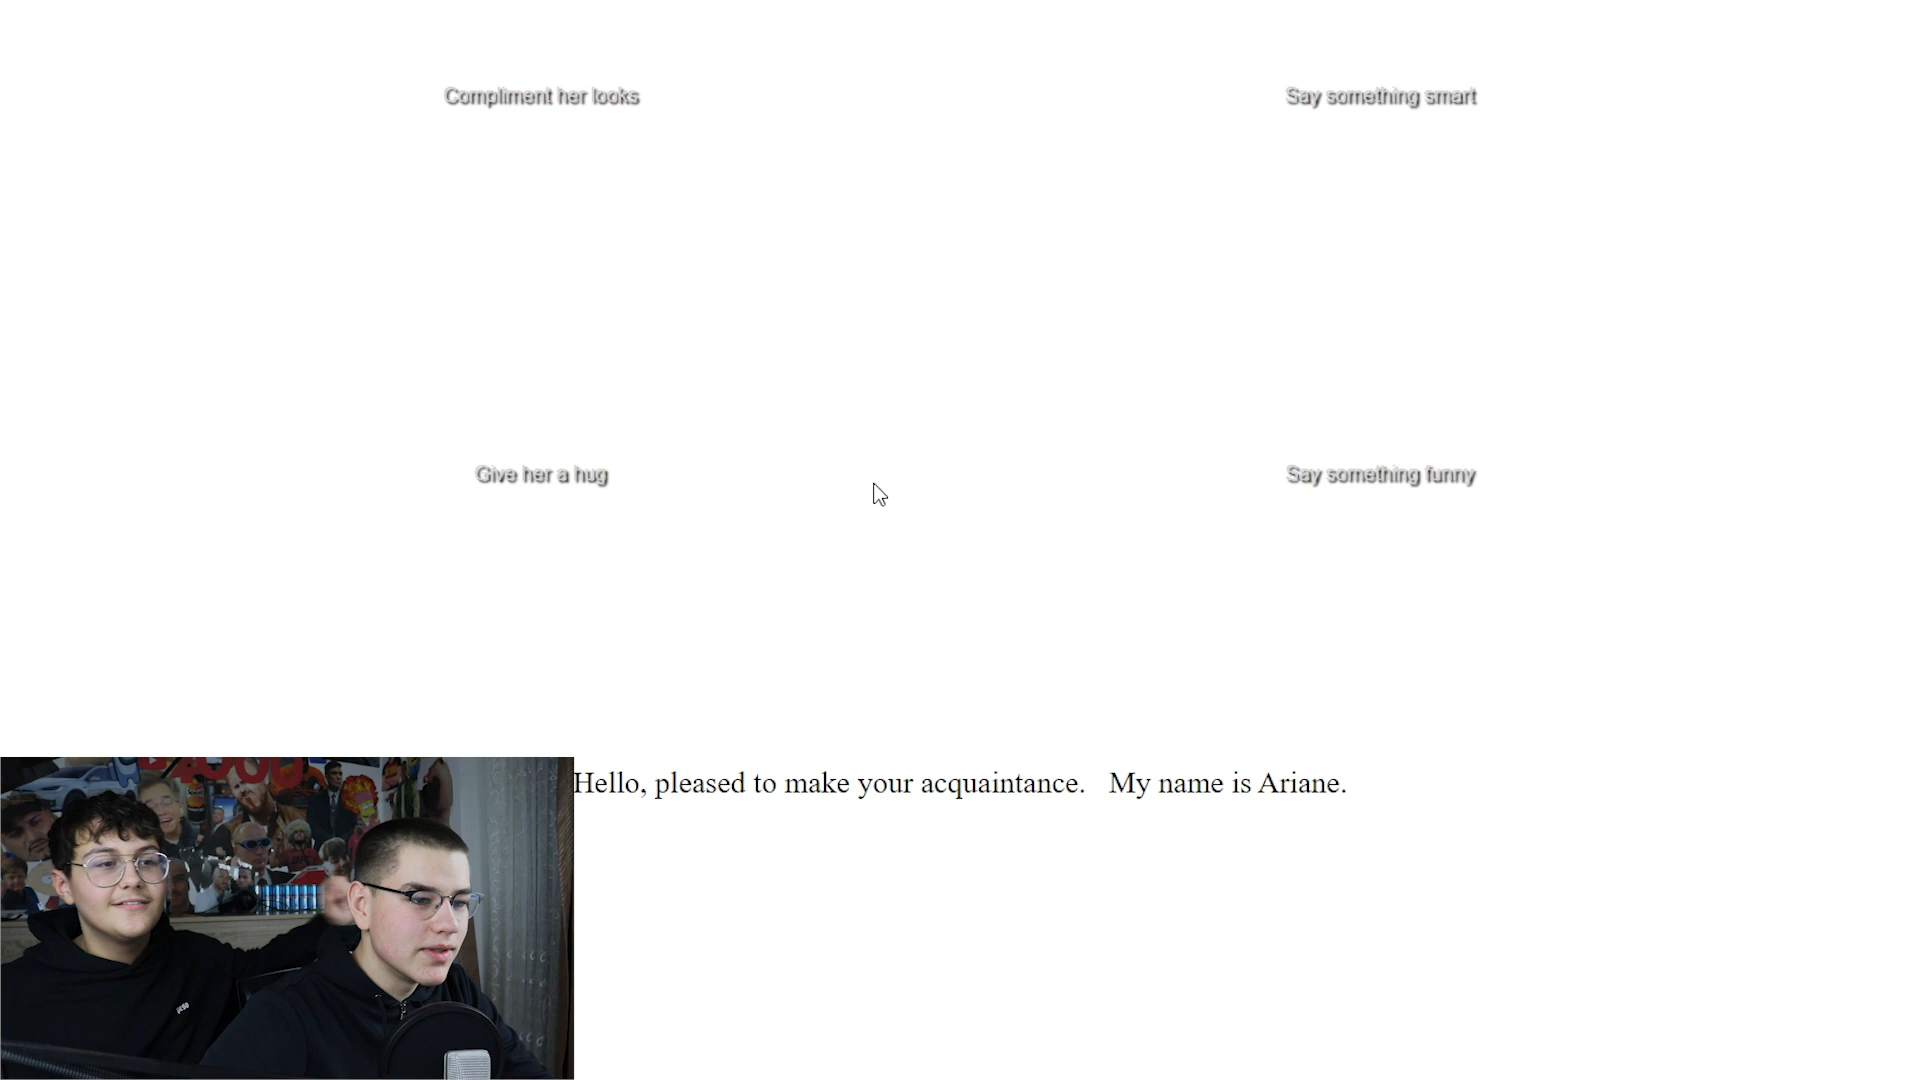 Compliment her looks
Say something smart
Give her a hug
Say something funny
Hello, pleased to make your acquaintance. My name is Ariane.